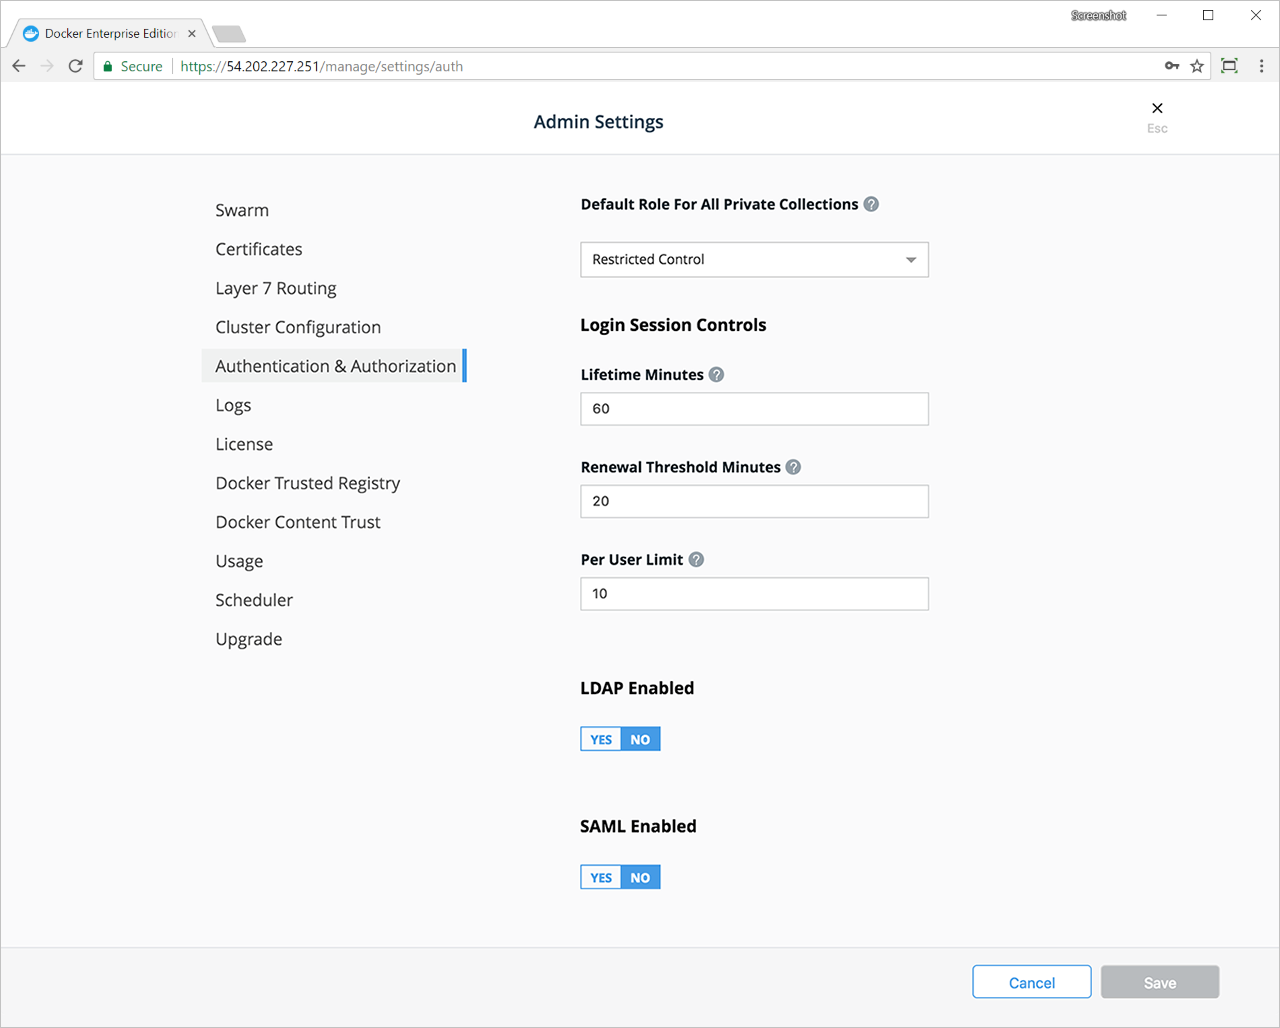 Screenshot
Docker Enterprise Edition
Secure https://54.202.227.251/manage/settings/auth
Admin Settings
Esc
Swarm
Certificates
Layer 7 Routing
Cluster Configuration
Authentication & Authorization
Logs
License
Docker Trusted Registry
Docker Content Trust
Usage
Scheduler
Upgrade
Default Role For All Private Collections ?
Restricted Control
Login Session Controls
Lifetime Minutes ?
60
Renewal Threshold Minutes ?
20
Per User Limit ?
10
LDAP Enabled
YES NO
SAML Enabled
YES NO
Cancel Save